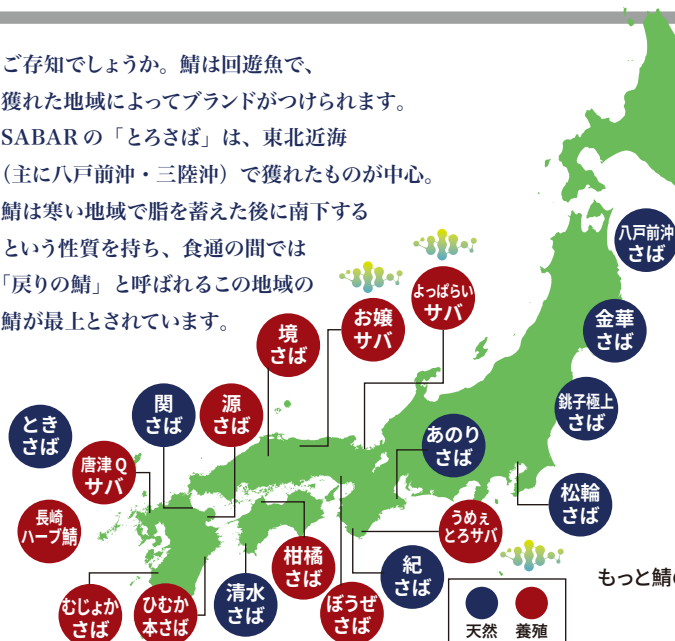 ご存知でしょうか。鯖は回遊魚で、
獲れた地域によってブランドがつけられます。
SABARの「とろさば」は、東北近海
（主に八戸前沖・三陸沖）で獲れたものが中心。
鯖は寒い地域で脂を蓄えた後に南下する
という性質を持ち、食通の間では
「戻りの鯖」と呼ばれるこの地域の
鯖が最上とされています。
八戸前沖
さば
よっぱらい
サバ
お嬢
サバ
境
さば
金華
さば
銚子極上
さば
関
さば
源
さば
とき
さば
あのり
さば
唐津Q
サバ
松輪
さば
長崎
ハーブ鯖
うめぇ
とろサバ
柑橘
さば
紀
さば
清水
さば
むじょか
さば
ひむか
本さば
ぼうぜ
さば
もっと鯖の
天然 養殖